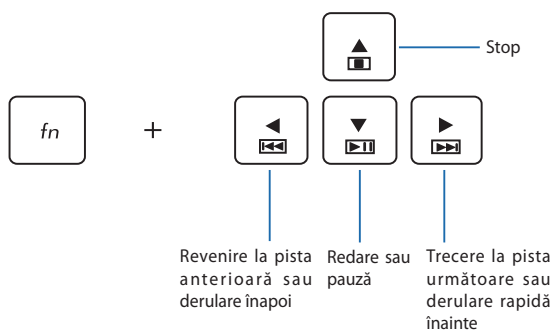 Stop
fn
+
Revenire la pista
anterioară sau
derulare înapoi
Redare sau
pauză
Trecere la pista
următoare sau
derulare rapidă
înainte